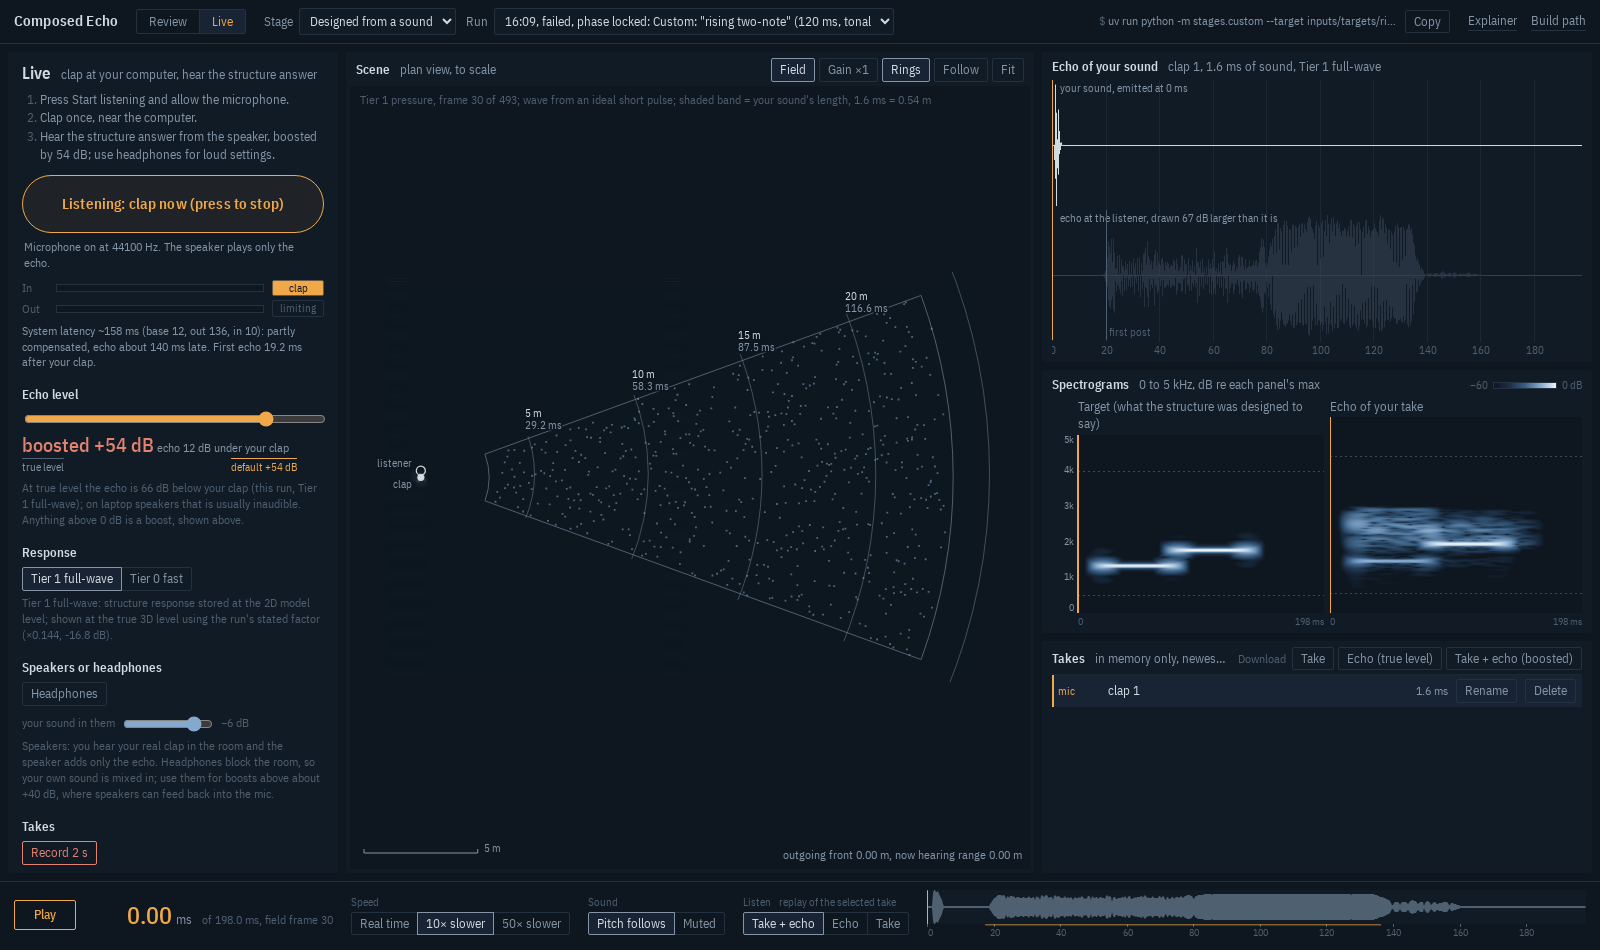 Composed Echo
Review
Live
Stage
Designed from a sound
Run
16:09, failed, phase locked: Custom: "rising two-note" (120 ms, tonal
$ uv run python -m stages.custom --target inputs/targets/ri...
Copy
Explainer
Build path
Live clap at your computer, hear the structure answer
1. Press Start listening and allow the microphone.
2. Clap once, near the computer.
3. Hear the structure answer from the speaker, boosted
by 54 dB; use headphones for loud settings.
Listening: clap now (press to stop)
Microphone on at 44100 Hz. The speaker plays only the
echo.
In
clap
Out
limiting
System latency ~158 ms (base 12, out 136, in 10): partly
compensated, echo about 140 ms late. First echo 19.2 ms
after your clap.
Echo level
boosted +54 dB echo 12 dB under your clap
true level
default +54 dB
At true level the echo is 66 dB below your clap (this run, Tier
1 full-wave); on laptop speakers that is usually inaudible.
Anything above 0 dB is a boost, shown above.
Response
Tier 1 full-wave
Tier 0 fast
Tier 1 full-wave: structure response stored at the 2D model
level; shown at the true 3D level using the run's stated factor
(×0.144, -16.8 dB).
Speakers or headphones
Headphones
your sound in them
−6 dB
Speakers: you hear your real clap in the room and the
speaker adds only the echo. Headphones block the room, so
your own sound is mixed in; use them for boosts above about
+40 dB, where speakers can feed back into the mic.
Takes
Record 2 s
Scene plan view, to scale
Field
Gain ×1
Rings
Follow
Fit
Tier 1 pressure, frame 30 of 493; wave from an ideal short pulse; shaded band = your sound's length, 1.6 ms = 0.54 m
20 m
116.6 ms
15 m
87.5 ms
10 m
58.3 ms
5 m
29.2 ms
listener
clap
5 m
outgoing front 0.00 m, now hearing range 0.00 m
Echo of your sound clap 1, 1.6 ms of sound, Tier 1 full-wave
your sound, emitted at 0 ms
echo at the listener, drawn 67 dB larger than it is
first post
0 20 40 60 80 100 120 140 160 180
Spectrograms 0 to 5 kHz, dB re each panel's max
−60
0 dB
Target (what the structure was designed to
say)
Echo of your take
5k
4k
3k
2k
1k
0
0 198 ms
0 198 ms
Takes in memory only, newes...
Download
Take
Echo (true level)
Take + echo (boosted)
mic
clap 1
1.6 ms
Rename
Delete
Play
0.00 ms of 198.0 ms, field frame 30
Speed
Real time
10× slower
50× slower
Sound
Pitch follows
Muted
Listen replay of the selected take
Take + echo
Echo
Take
0 20 40 60 80 100 120 140 160 180